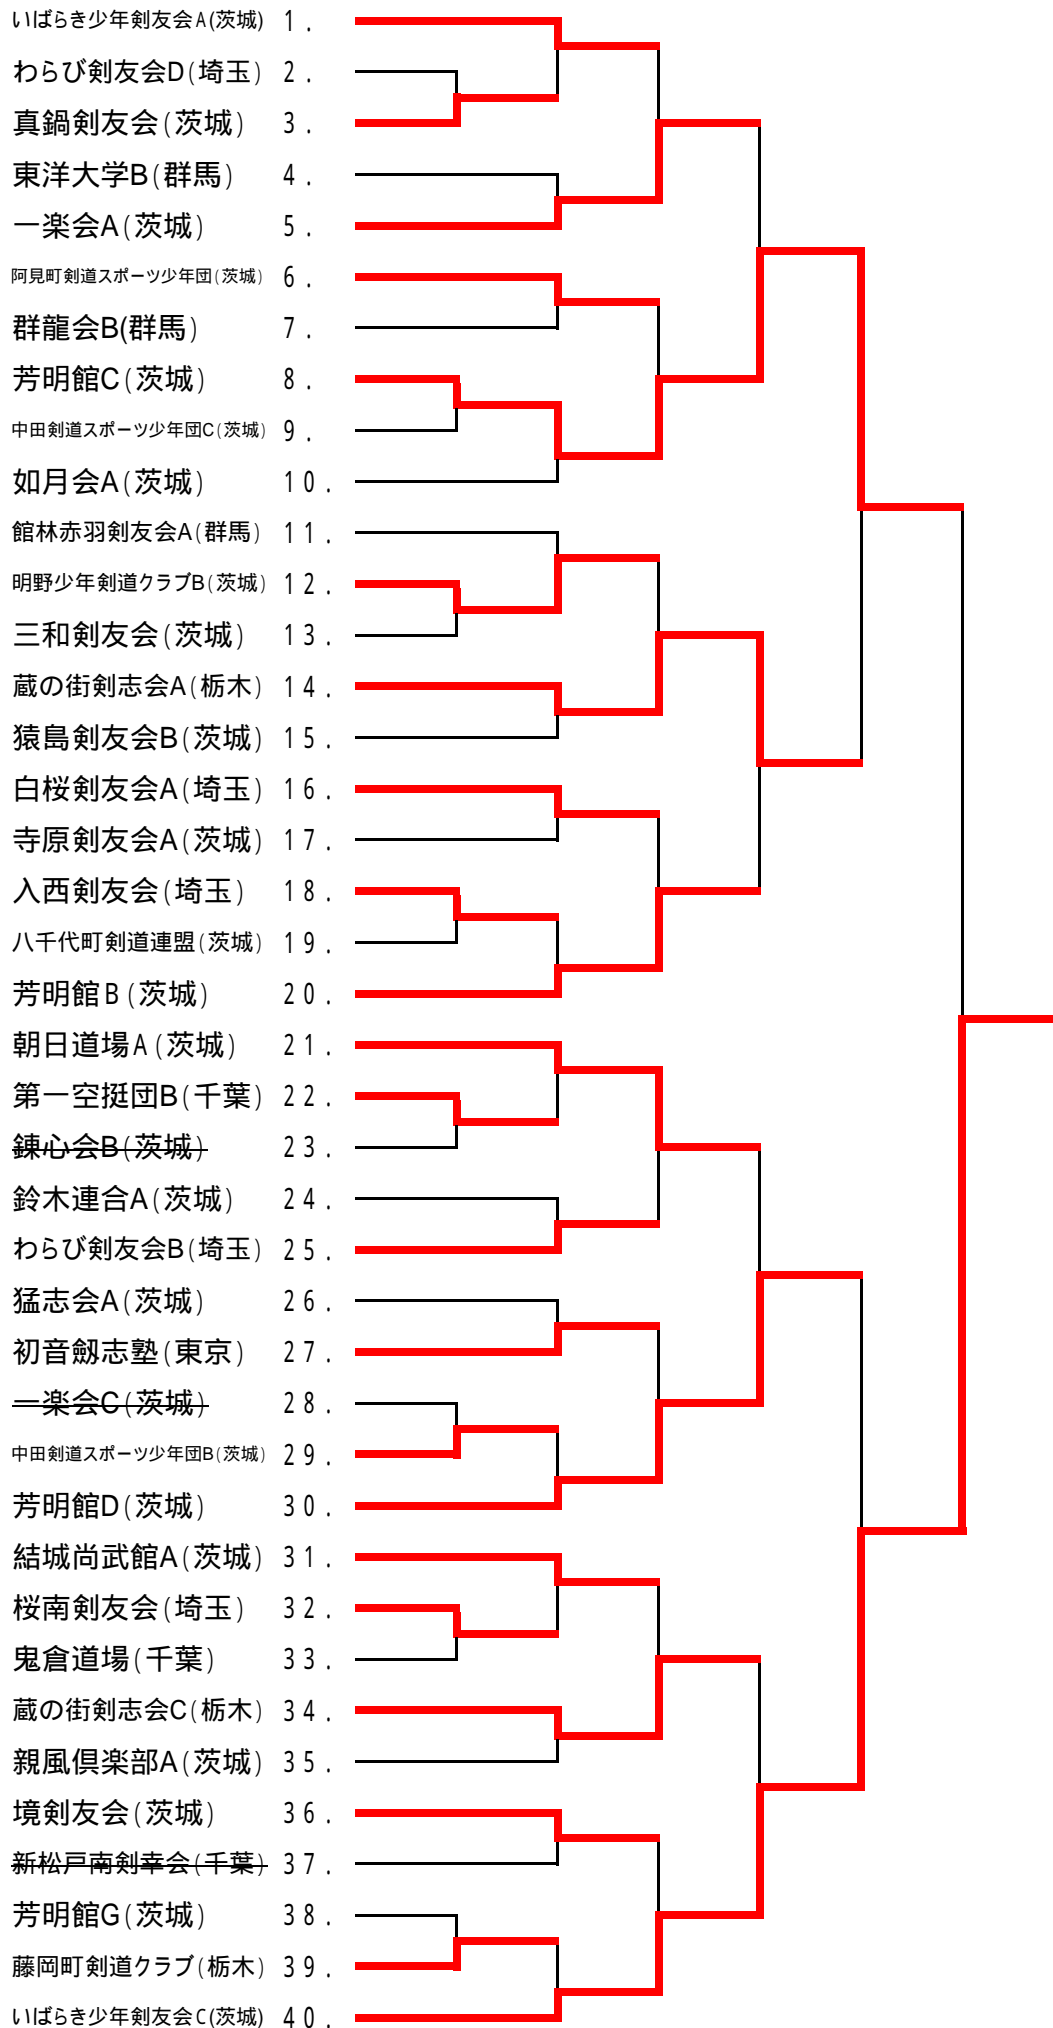 いばらき少年剣友会A(茨城) 1.
わらび剣友会D(埼玉) 2.
真鍋剣友会(茨城) 3.
東洋大学B(群馬) 4.
一楽会A(茨城) 5.
阿見町剣道スポーツ少年団(茨城) 6.
群龍会B(群馬) 7.
芳明館C(茨城) 8.
中田剣道スポーツ少年団C(茨城) 9.
如月会A(茨城) 10.
館林赤羽剣友会A(群馬) 11.
明野少年剣道クラブB(茨城) 12.
三和剣友会(茨城) 13.
蔵の街剣志会A(栃木) 14.
猿島剣友会B(茨城) 15.
白桜剣友会A(埼玉) 16.
寺原剣友会A(茨城) 17.
入西剣友会(埼玉) 18.
八千代町剣道連盟(茨城) 19.
芳明館B(茨城) 20.
朝日道場A(茨城) 21.
第一空挺団B(千葉) 22.
錬心会B(茨城) 23.
鈴木連合A(茨城) 24.
わらび剣友会B(埼玉) 25.
猛志会A(茨城) 26.
初音劔志塾(東京) 27.
一楽会C(茨城) 28.
中田剣道スポーツ少年団B(茨城) 29.
芳明館D(茨城) 30.
結城尚武館A(茨城) 31.
桜南剣友会(埼玉) 32.
鬼倉道場(千葉) 33.
蔵の街剣志会C(栃木) 34.
親風倶楽部A(茨城) 35.
境剣友会(茨城) 36.
新松戸南剣幸会(千葉) 37.
芳明館G(茨城) 38.
藤岡町剣道クラブ(栃木) 39.
いばらき少年剣友会C(茨城) 40.